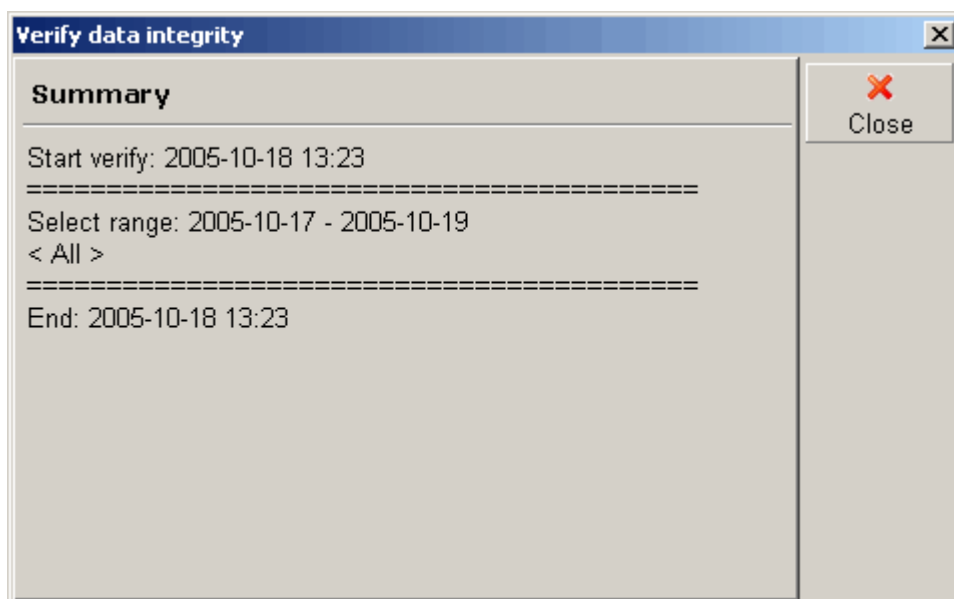 Verify data integrity
Summary
Close
Start verify: 2005-10-18 13:23
==========================================
Select range: 2005-10-17 - 2005-10-19
< All >
==========================================
End: 2005-10-18 13:23